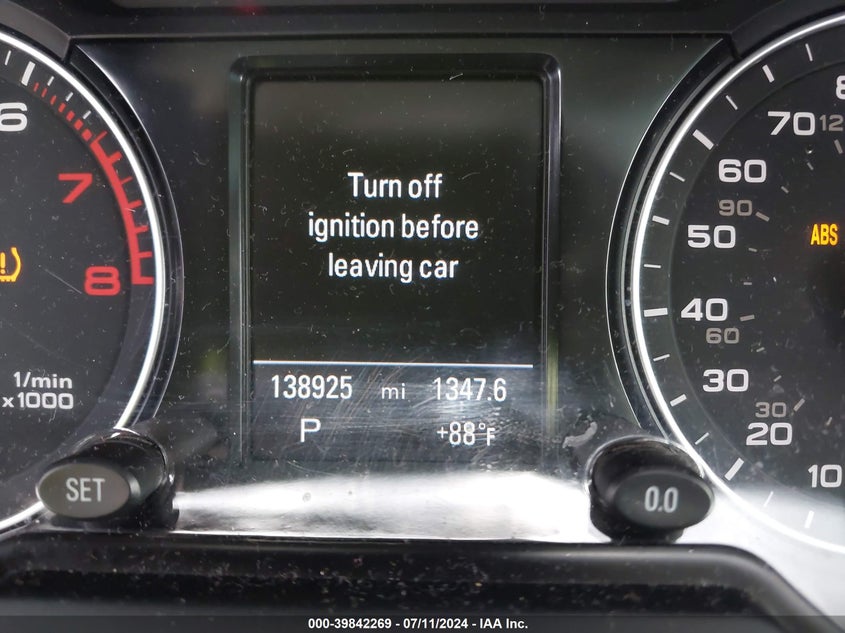 6
7
8
1/min
x1000
SET
Turn off
ignition before
leaving car
138925 mi 1347.6
P +88°F
70
60
90
50
ABS
40
60
30
30
20
10
0.0
000-39842269 - 07/11/2024 - IAA Inc.